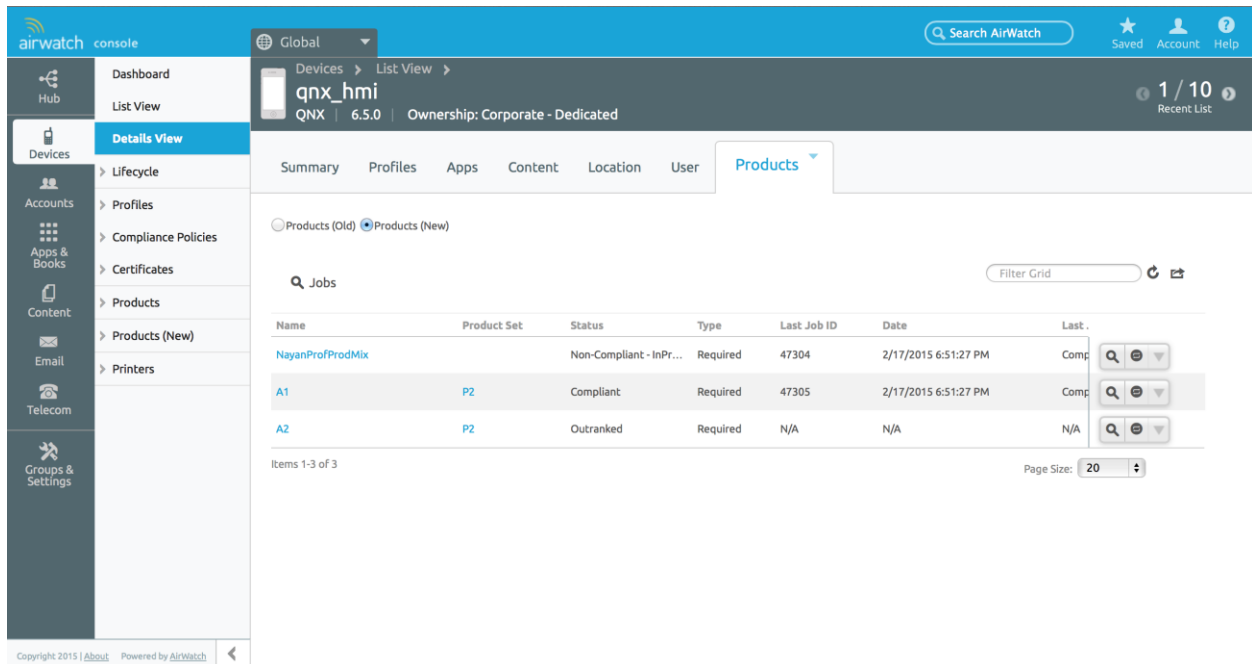 airwatch console
Global
Search AirWatch
Saved Account Help
Hub
Devices
Accounts
Apps & Books
Content
Email
Telecom
Groups & Settings
Dashboard
List View
Details View
Lifecycle
Profiles
Compliance Policies
Certificates
Products
Products (New)
Printers
Devices > List View >
qnx_hmi
QNX | 6.5.0 | Ownership: Corporate - Dedicated
1 / 10
Recent List
Summary Profiles Apps Content Location User Products
Products (Old) Products (New)
Jobs
Filter Grid
Name Product Set Status Type Last Job ID Date Last .
NayanProfProdMix Non-Compliant - InPr... Required 47304 2/17/2015 6:51:27 PM Comp
A1 P2 Compliant Required 47305 2/17/2015 6:51:27 PM Comp
A2 P2 Outranked Required N/A N/A N/A
Items 1-3 of 3
Page Size: 20
Copyright 2015 | About Powered by AirWatch